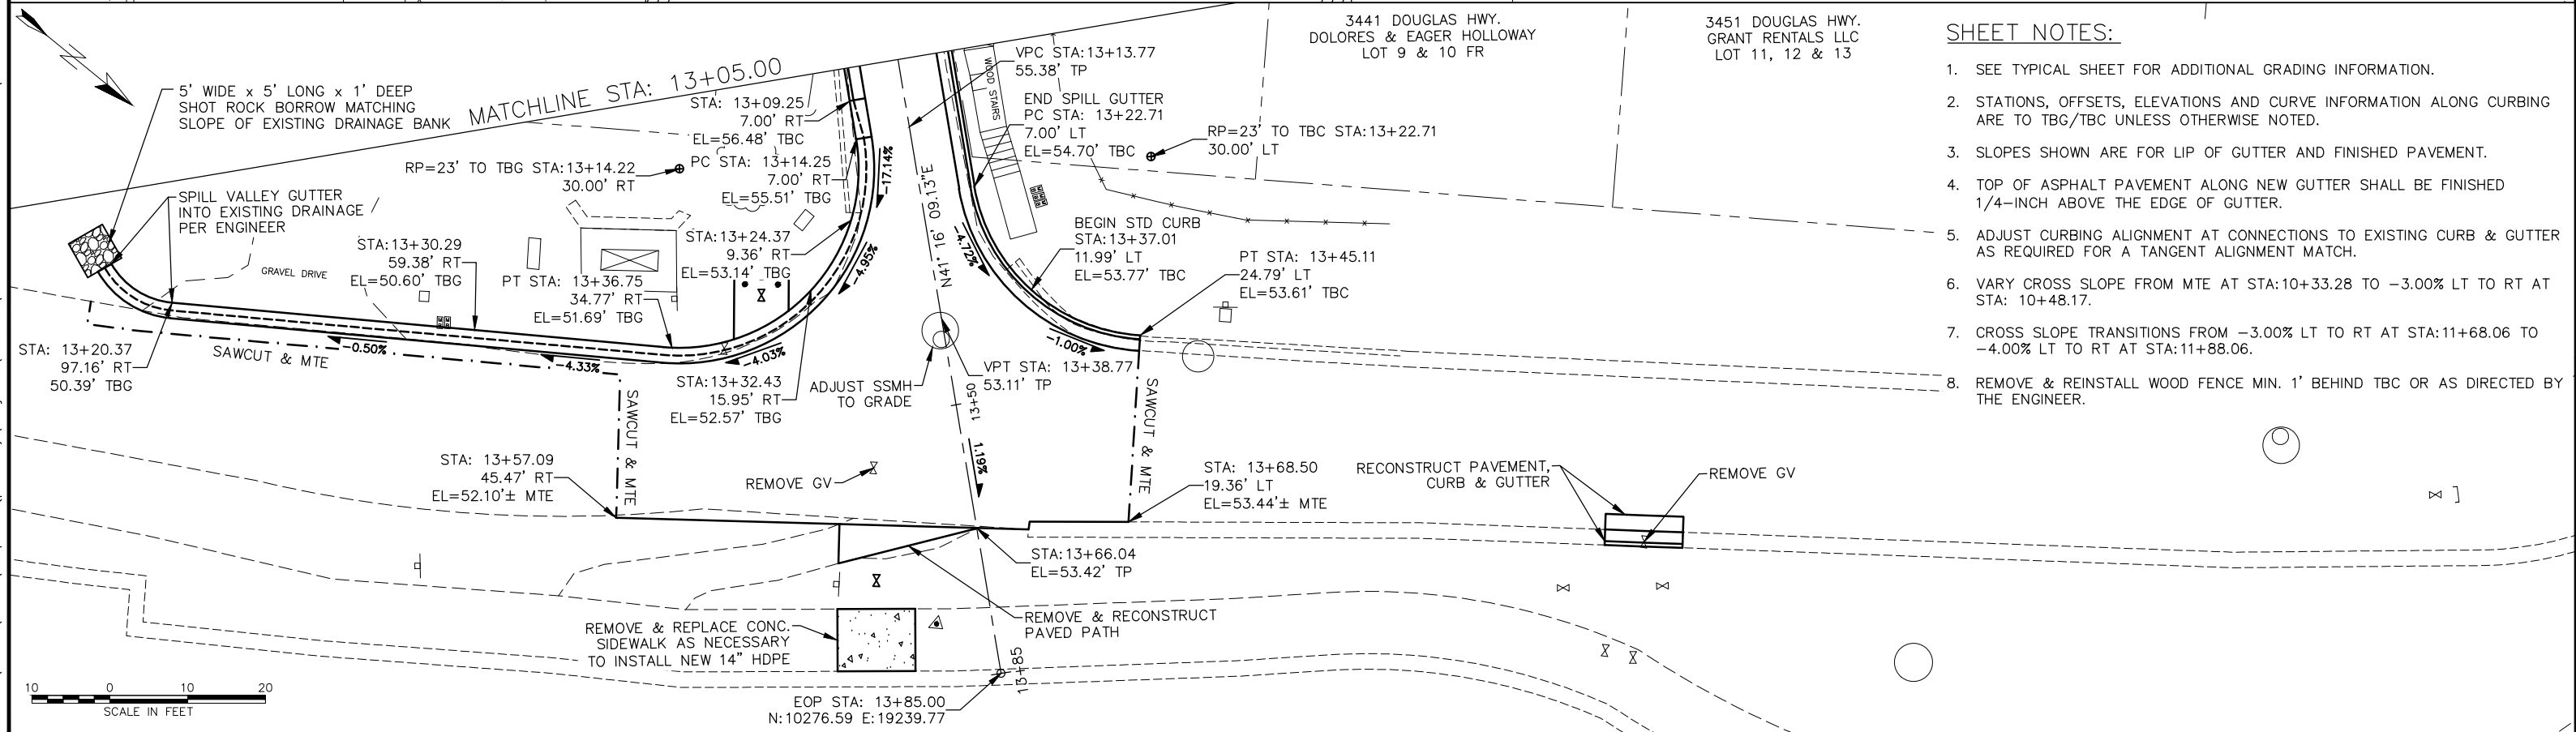 3441 DOUGLAS HWY.
DOLORES & EAGER HOLLOWAY
LOT 9 & 10 FR
3451 DOUGLAS HWY.
GRANT RENTALS LLC
LOT 11, 12 & 13
N
MATCHLINE STA: 13+05.00
5' WIDE x 5' LONG x 1' DEEP
SHOT ROCK BORROW MATCHING
SLOPE OF EXISTING DRAINAGE BANK
SPILL VALLEY GUTTER
INTO EXISTING DRAINAGE
PER ENGINEER
GRAVEL DRIVE
STA: 13+20.37
97.16' RT
50.39' TBG
SAWCUT & MTE
-0.50%
STA:13+30.29
59.38' RT
EL=50.60' TBG
-4.33%
RP=23' TO TBG STA:13+14.22
30.00' RT
PT STA: 13+36.75
34.77' RT
EL=51.69' TBG
STA: 13+09.25
7.00' RT
EL=56.48' TBC
PC STA: 13+14.25
7.00' RT
EL=55.51' TBG
-17.14%
STA:13+24.37
9.36' RT
EL=53.14' TBG
-4.95%
-4.03%
STA:13+32.43
15.95' RT
EL=52.57' TBG
VPC STA:13+13.77
55.38' TP
WOOD STAIRS
N41° 16' 09.13"E
END SPILL GUTTER
PC STA: 13+22.71
7.00' LT
EL=54.70' TBC
RP=23' TO TBC STA:13+22.71
30.00' LT
-4.72%
BEGIN STD CURB
STA:13+37.01
11.99' LT
EL=53.77' TBC
PT STA: 13+45.11
24.79' LT
EL=53.61' TBC
-1.00%
ADJUST SSMH
TO GRADE
VPT STA: 13+38.77
53.11' TP
13+50
1.19%
SAWCUT & MTE
SAWCUT & MTE
STA: 13+57.09
45.47' RT
EL=52.10'± MTE
REMOVE GV
STA: 13+68.50
19.36' LT
EL=53.44'± MTE
STA:13+66.04
EL=53.42' TP
RECONSTRUCT PAVEMENT,
CURB & GUTTER
REMOVE GV
REMOVE & RECONSTRUCT
PAVED PATH
REMOVE & REPLACE CONC.
SIDEWALK AS NECESSARY
TO INSTALL NEW 14" HDPE
13+85
EOP STA: 13+85.00
N:10276.59 E:19239.77
10 0 10 20
SCALE IN FEET
SHEET NOTES:
1. SEE TYPICAL SHEET FOR ADDITIONAL GRADING INFORMATION.
2. STATIONS, OFFSETS, ELEVATIONS AND CURVE INFORMATION ALONG CURBING
ARE TO TBG/TBC UNLESS OTHERWISE NOTED.
3. SLOPES SHOWN ARE FOR LIP OF GUTTER AND FINISHED PAVEMENT.
4. TOP OF ASPHALT PAVEMENT ALONG NEW GUTTER SHALL BE FINISHED
1/4-INCH ABOVE THE EDGE OF GUTTER.
5. ADJUST CURBING ALIGNMENT AT CONNECTIONS TO EXISTING CURB & GUTTER
AS REQUIRED FOR A TANGENT ALIGNMENT MATCH.
6. VARY CROSS SLOPE FROM MTE AT STA:10+33.28 TO -3.00% LT TO RT AT
STA: 10+48.17.
7. CROSS SLOPE TRANSITIONS FROM -3.00% LT TO RT AT STA:11+68.06 TO
-4.00% LT TO RT AT STA:11+88.06.
8. REMOVE & REINSTALL WOOD FENCE MIN. 1' BEHIND TBC OR AS DIRECTED BY
THE ENGINEER.